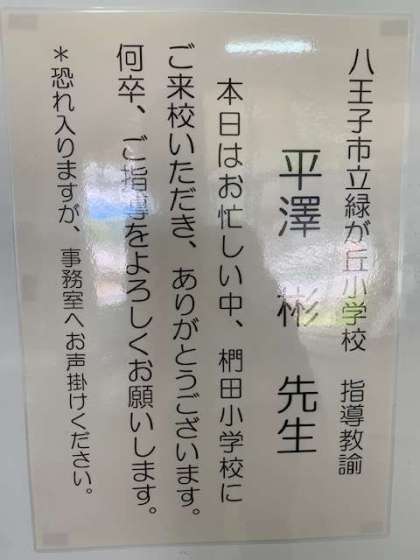 八王子市立緑が丘小学校　指導教諭
平澤　彬　先生
本日はお忙しい中、椚田小学校に
ご来校いただき、ありがとうございます。
何卒、ご指導をよろしくお願いします。
＊恐れ入りますが、事務室へお声掛けください。